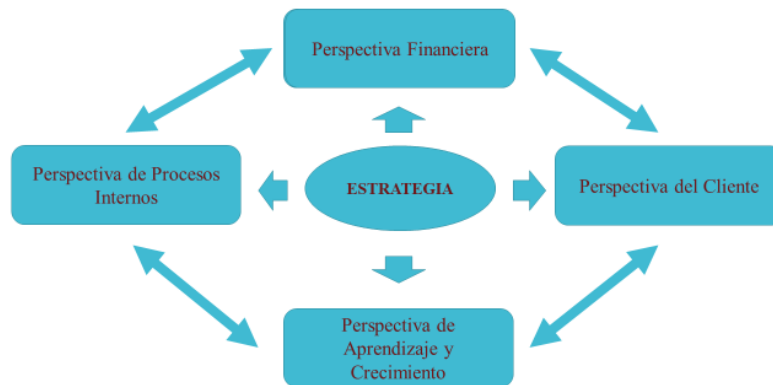 Perspectiva Financiera
Perspectiva de Procesos
Internos
ESTRATEGIA
Perspectiva del Cliente
Perspectiva de
Aprendizaje y
Crecimiento